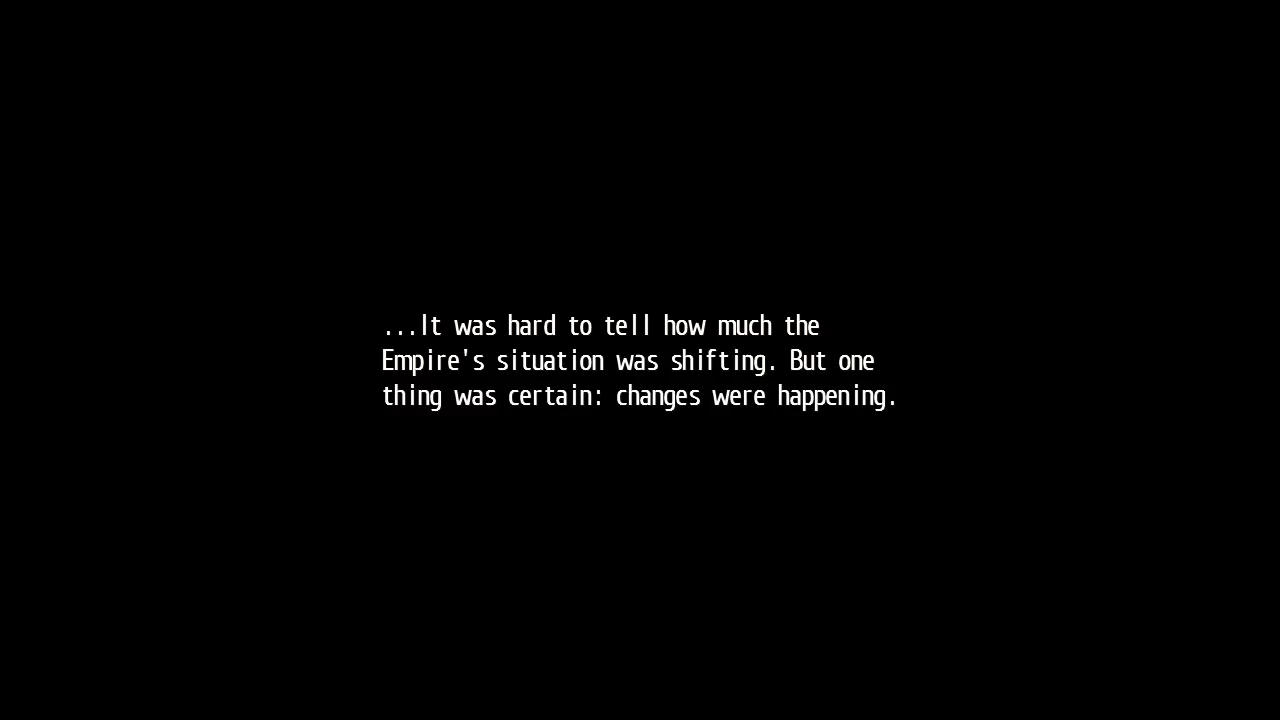 ...It was hard to tell how much the
Empire's situation was shifting. But one
thing was certain: changes were happening.